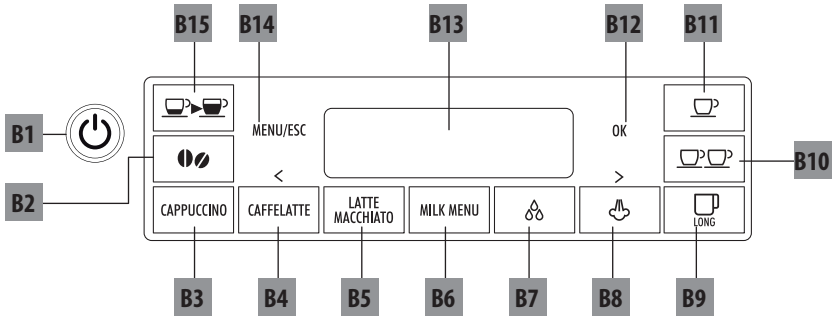 B15
B14
B13
B12
B11
B1
MENU/ESC
OK
B10
B2
<
>
CAPPUCCINO
CAFFELATTE
LATTE
MACCHIATO
MILK MENU
LONG
B3
B4
B5
B6
B7
B8
B9